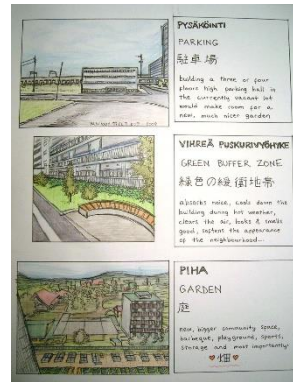 PYSÄKÖINTI
PARKING
駐車場
building a three or four
floors high parking hall in
the currently vacant lot
would make room for a
new, much nicer garden
VIHREÄ PUSKURIVYÖHYKE
GREEN BUFFER ZONE
緑色の緩衝地帯
absorbs noise, cools down the
building during hot weather,
clears the air, looks & smells
good, softens the appearance
of the neighbourhood...
PIHA
GARDEN
庭
new, bigger community space,
barbeque, playground, sports,
storage and most importantly:
♥畑♥